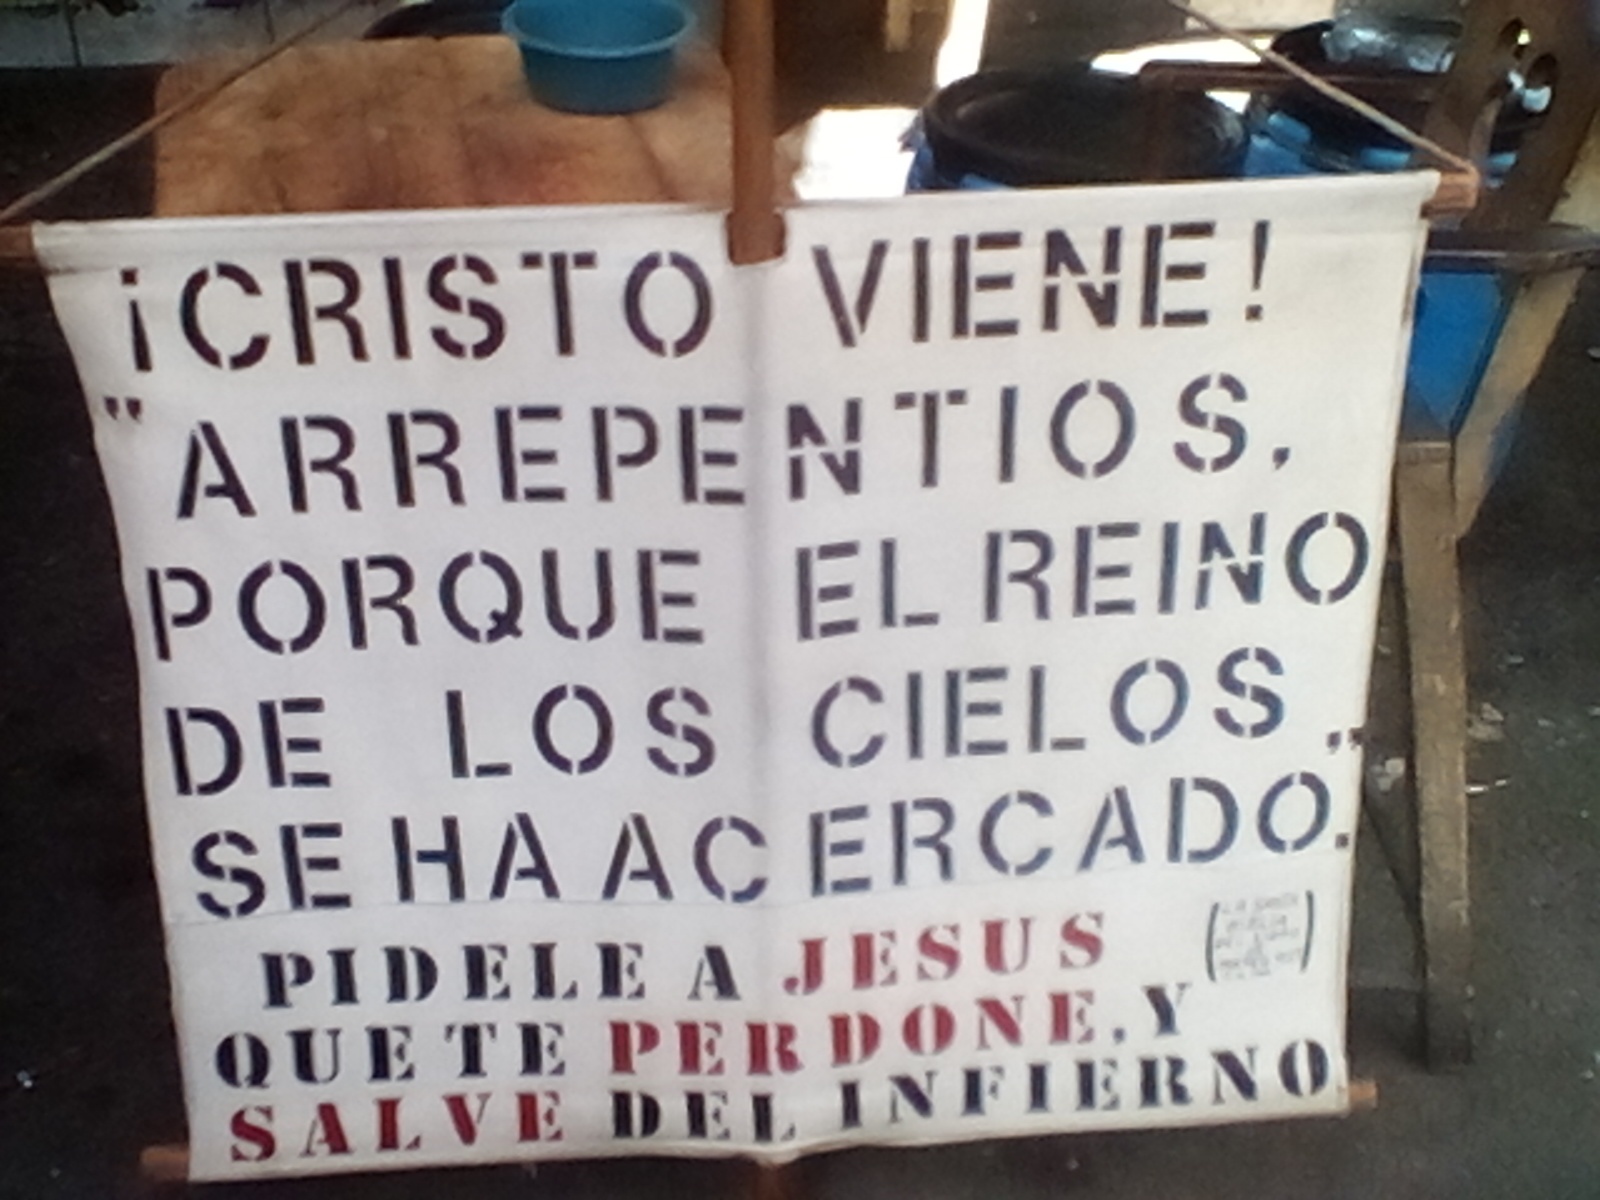 ¡CRISTO VIENE!
"ARREPENTIOS,
PORQUE EL REINO
DE LOS CIELOS„
SE HA ACERCADO.
PIDELE A JESUS
QUE TE PERDONE, Y
SALVE DEL INFIERNO